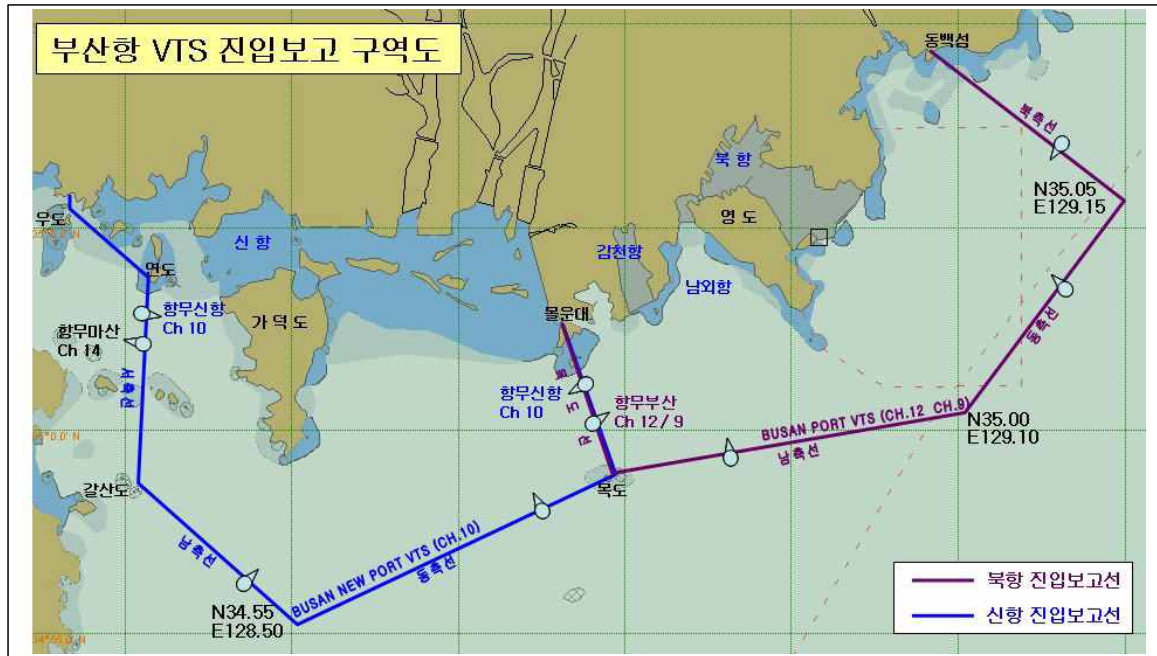 부산항 VTS 진입보고 구역도
동백섬
북측선
북 항
N35.05
E129.15
우도
영 도
신 항
감천항
연도
남외항
동측선
항무신항
Ch 10
가 덕 도
몰운대
항무마산
Ch 14
서측선
항무신항
Ch 10
목
도
선
항무부산
Ch 12 / 9
BUSAN PORT VTS (CH.12 CH.9)
남측선
N35.00
E129.10
갈산도
목도
남측선
BUSAN NEW PORT VTS (CH.10)
동측선
N34.55
E128.50
북항 진입보고선
신항 진입보고선